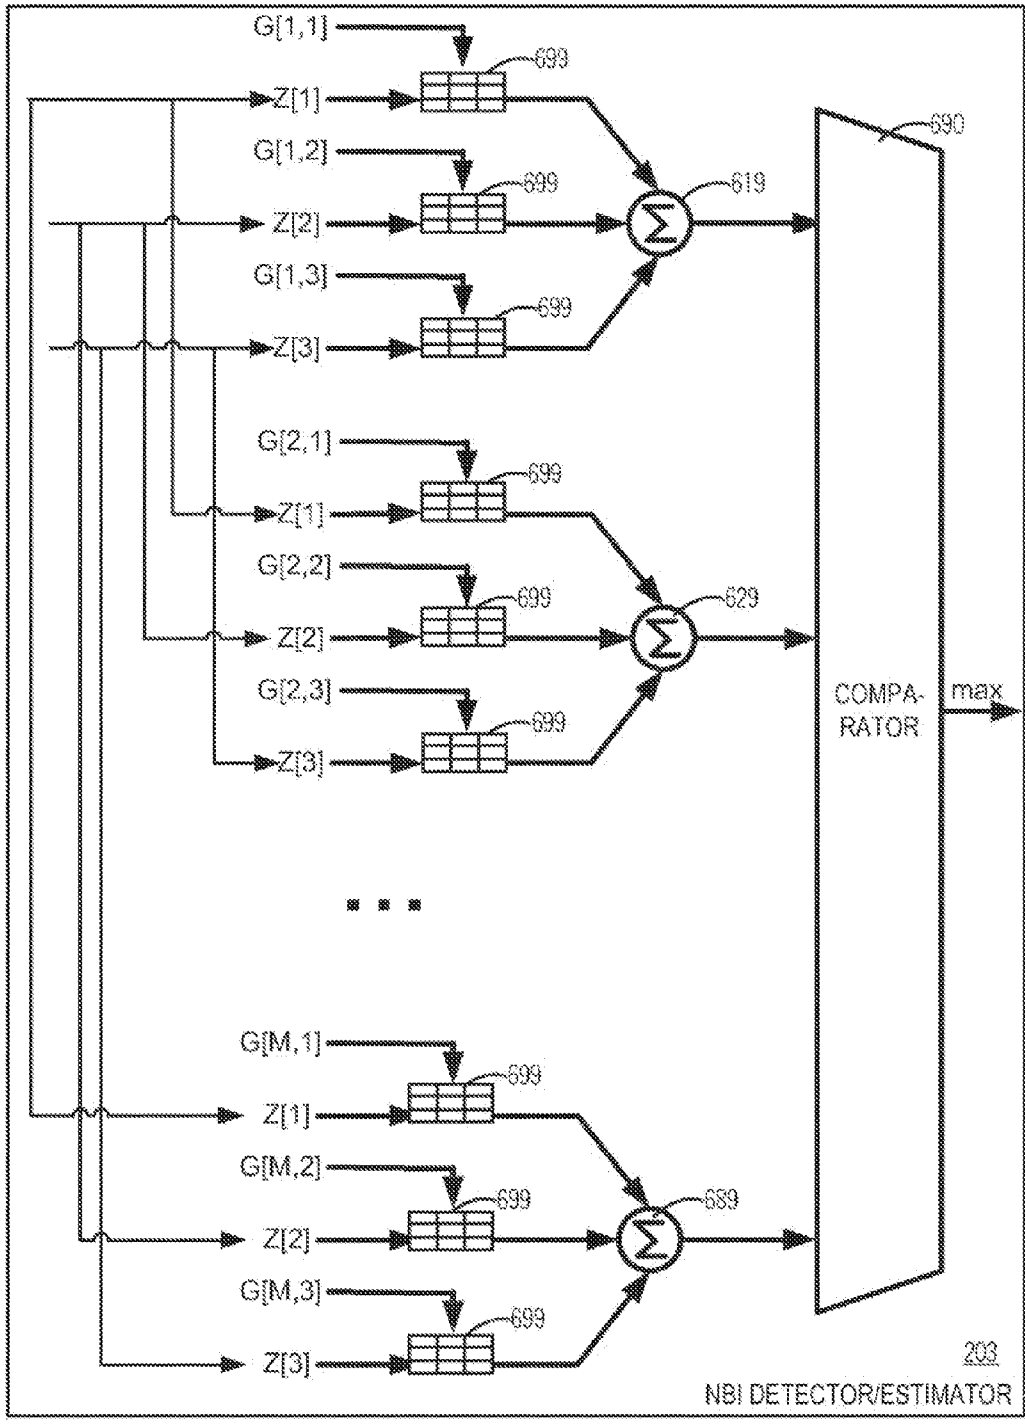 G[1,1]
699
Z[1]
690
G[1,2]
699
619
Z[2]
Σ
G[1,3]
699
Z[3]
G[2,1]
699
Z[1]
G[2,2]
699
629
Z[2]
Σ
G[2,3]
COMPA-
RATOR
max
699
Z[3]
...
G[M,1]
699
Z[1]
G[M,2]
699
689
Z[2]
Σ
G[M,3]
699
Z[3]
203
NBI DETECTOR/ESTIMATOR